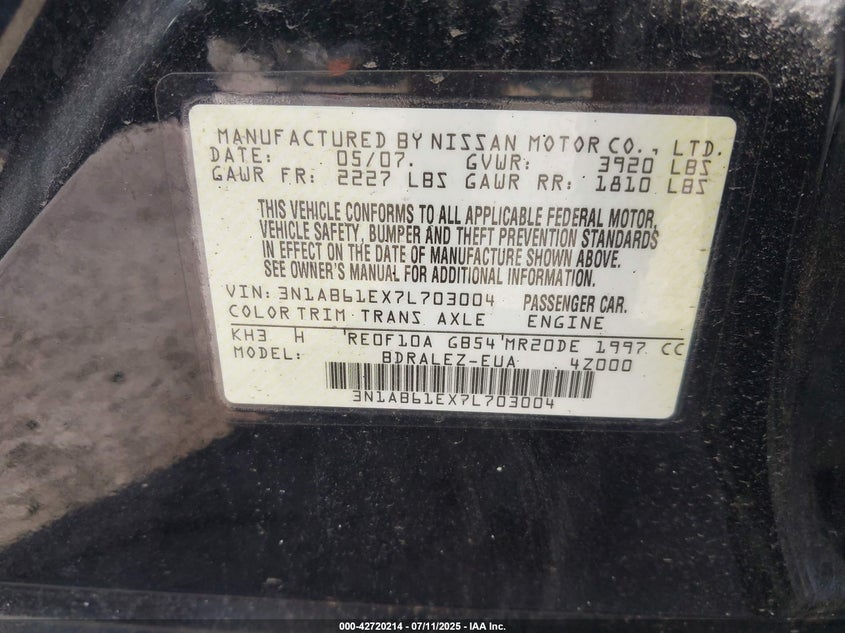 MANUFACTURED BY NISSAN MOTOR CO., LTD.
DATE: 05/07. GVWR: 3920 LBS
GAWR FR: 2227 LBS GAWR RR: 1810 LBS
THIS VEHICLE CONFORMS TO ALL APPLICABLE FEDERAL MOTOR,
VEHICLE SAFETY, BUMPER AND THEFT PREVENTION STANDARDS
IN EFFECT ON THE DATE OF MANUFACTURE SHOWN ABOVE.
SEE OWNER'S MANUAL FOR ADDITIONAL INFORMATION.
VIN: 3N1AB61EX7L703004 PASSENGER CAR.
COLOR TRIM TRANS AXLE ENGINE
KH3 H RE0F10A GB54 MR20DE 1997 CC
MODEL: BDRALEZ-EUA 4Z000
3N1AB61EX7L703004
000-42720214 - 07/11/2025 - IAA Inc.